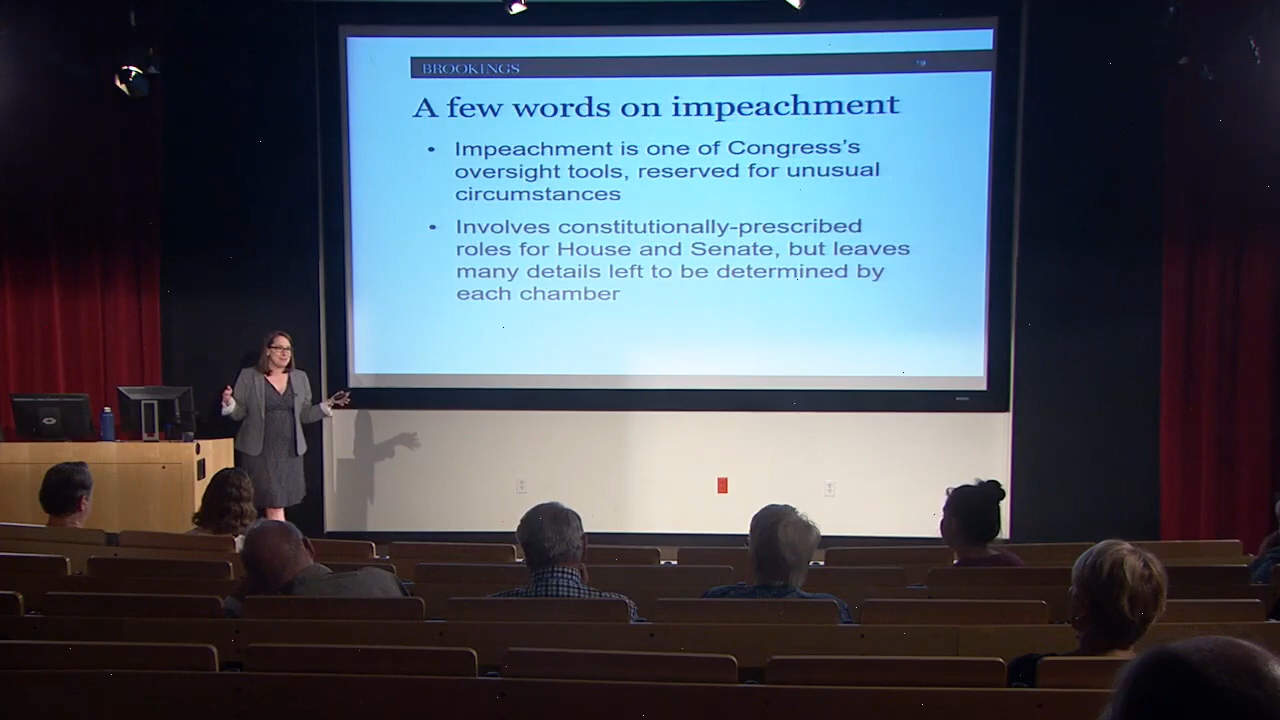 BROOKINGS
A few words on impeachment
• Impeachment is one of Congress's
oversight tools, reserved for unusual
circumstances
• Involves constitutionally-prescribed
roles for House and Senate, but leaves
many details left to be determined by
each chamber